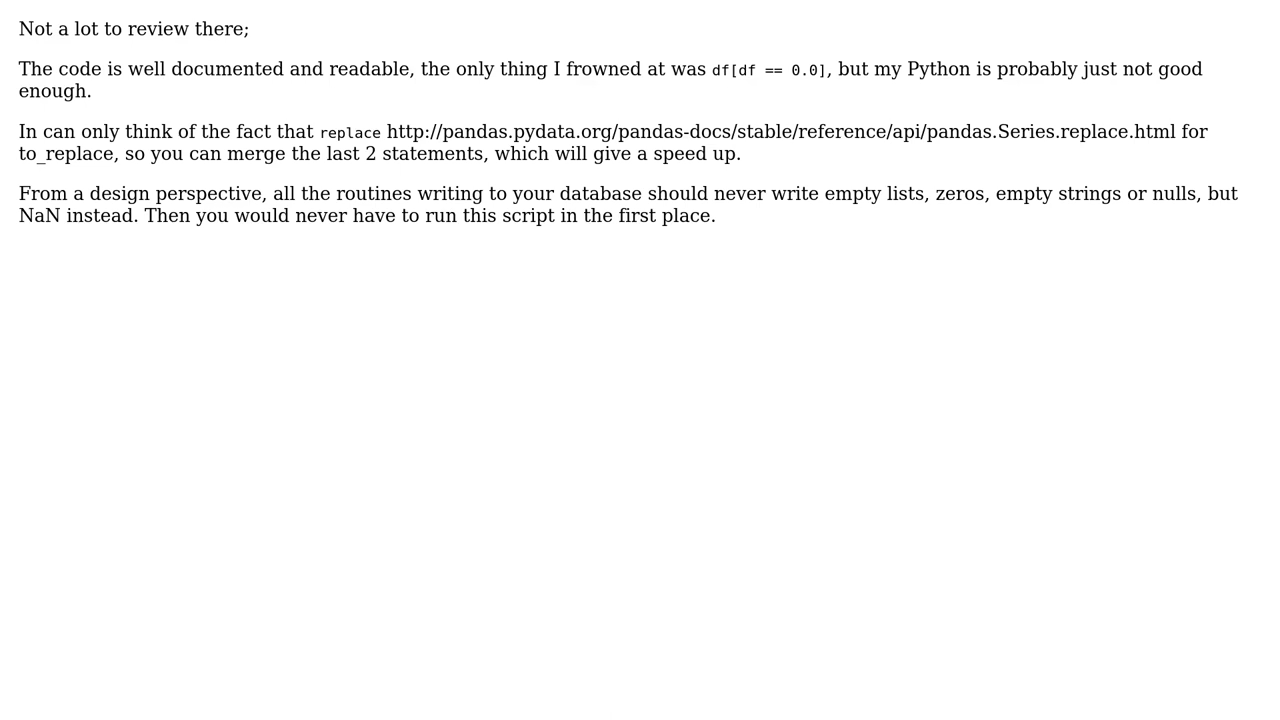 Not a lot to review there;
The code is well documented and readable, the only thing I frowned at was df[df == 0.0], but my Python is probably just not good
enough.
In can only think of the fact that replace http://pandas.pydata.org/pandas-docs/stable/reference/api/pandas.Series.replace.html for
to_replace, so you can merge the last 2 statements, which will give a speed up.
From a design perspective, all the routines writing to your database should never write empty lists, zeros, empty strings or nulls, but
NaN instead. Then you would never have to run this script in the first place.